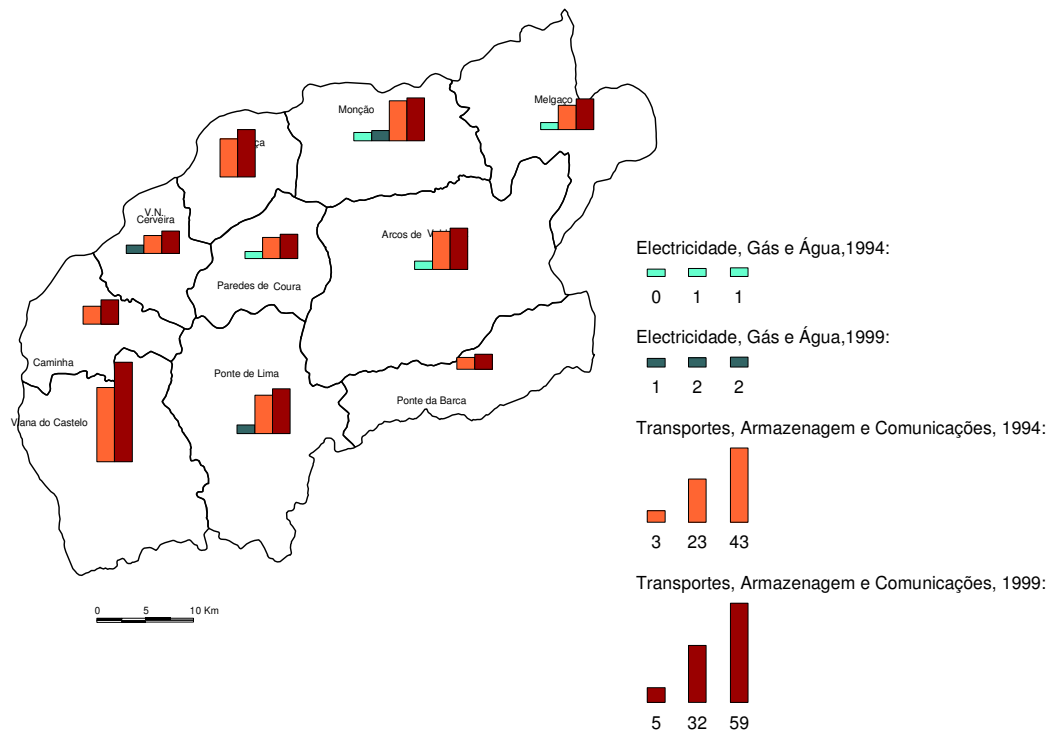 Melgaço
Monção
ça
V.N.
Cerveira
Arcos de V
Paredes de Coura
Caminha
Ponte de Lima
Viana do Castelo
Ponte da Barca
0 5 10 Km
Electricidade, Gás e Água,1994:
0 1 1
Electricidade, Gás e Água,1999:
1 2 2
Transportes, Armazenagem e Comunicações, 1994:
3 23 43
Transportes, Armazenagem e Comunicações, 1999:
5 32 59